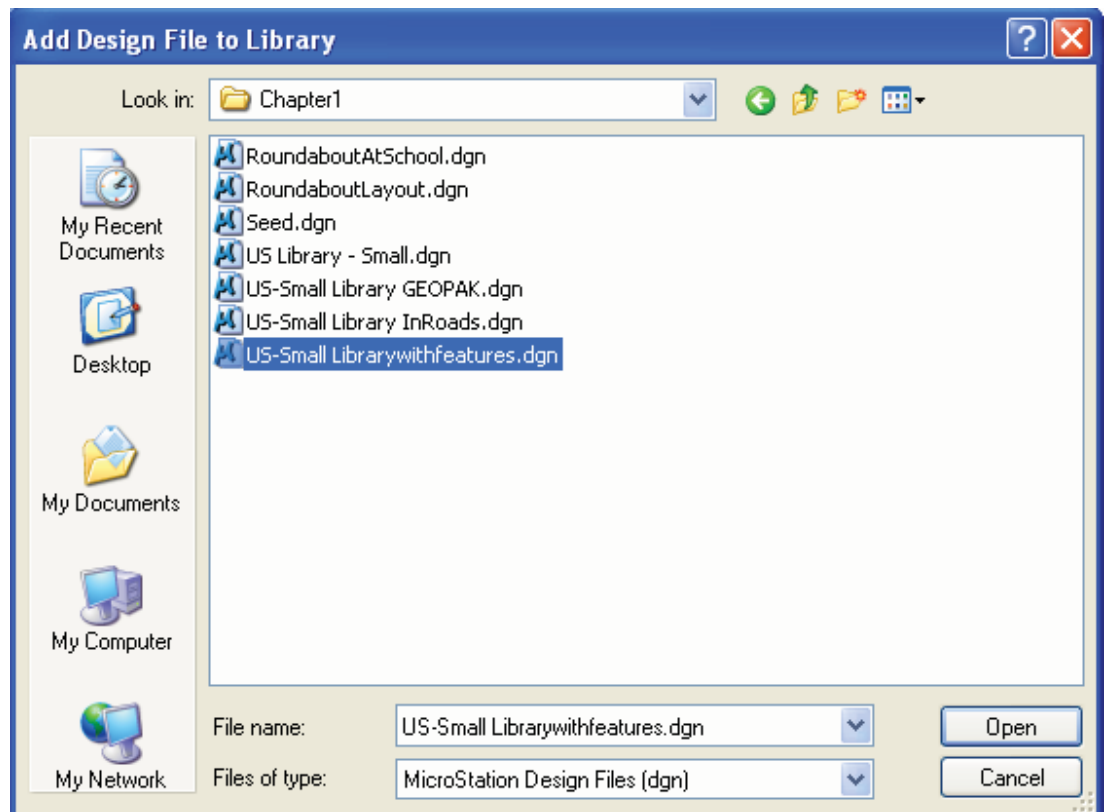 Add Design File to Library
Look in:
Chapter1
My Recent
Documents
Desktop
My Documents
My Computer
My Network
RoundaboutAtSchool.dgn
RoundaboutLayout.dgn
Seed.dgn
US Library - Small.dgn
US-Small Library GEOPAK.dgn
US-Small Library InRoads.dgn
US-Small Librarywithfeatures.dgn
File name:
US-Small Librarywithfeatures.dgn
Open
Files of type:
MicroStation Design Files (dgn)
Cancel